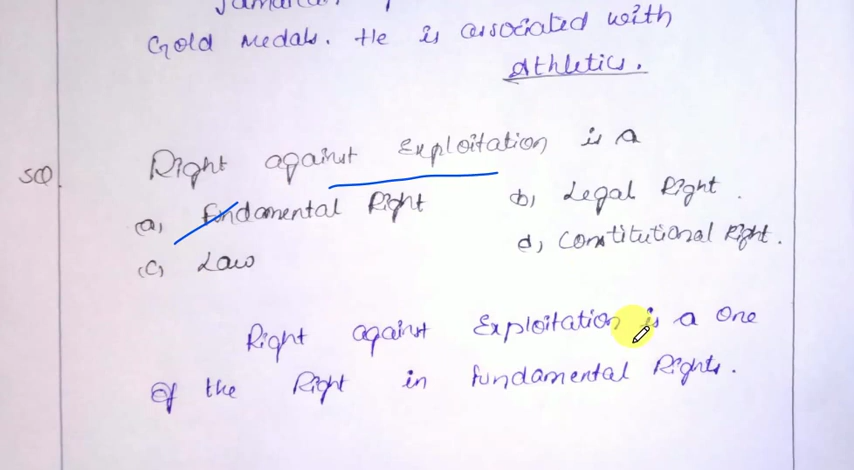 Jamaican
Gold Medals. He is associated with
Athletics.
50). Right against Exploitation is a
(a), Fundamental Right b), Legal Right.
(c), Law d), Constitutional Right.
Right against Exploitation is a one
of the Right in fundamental Rights.